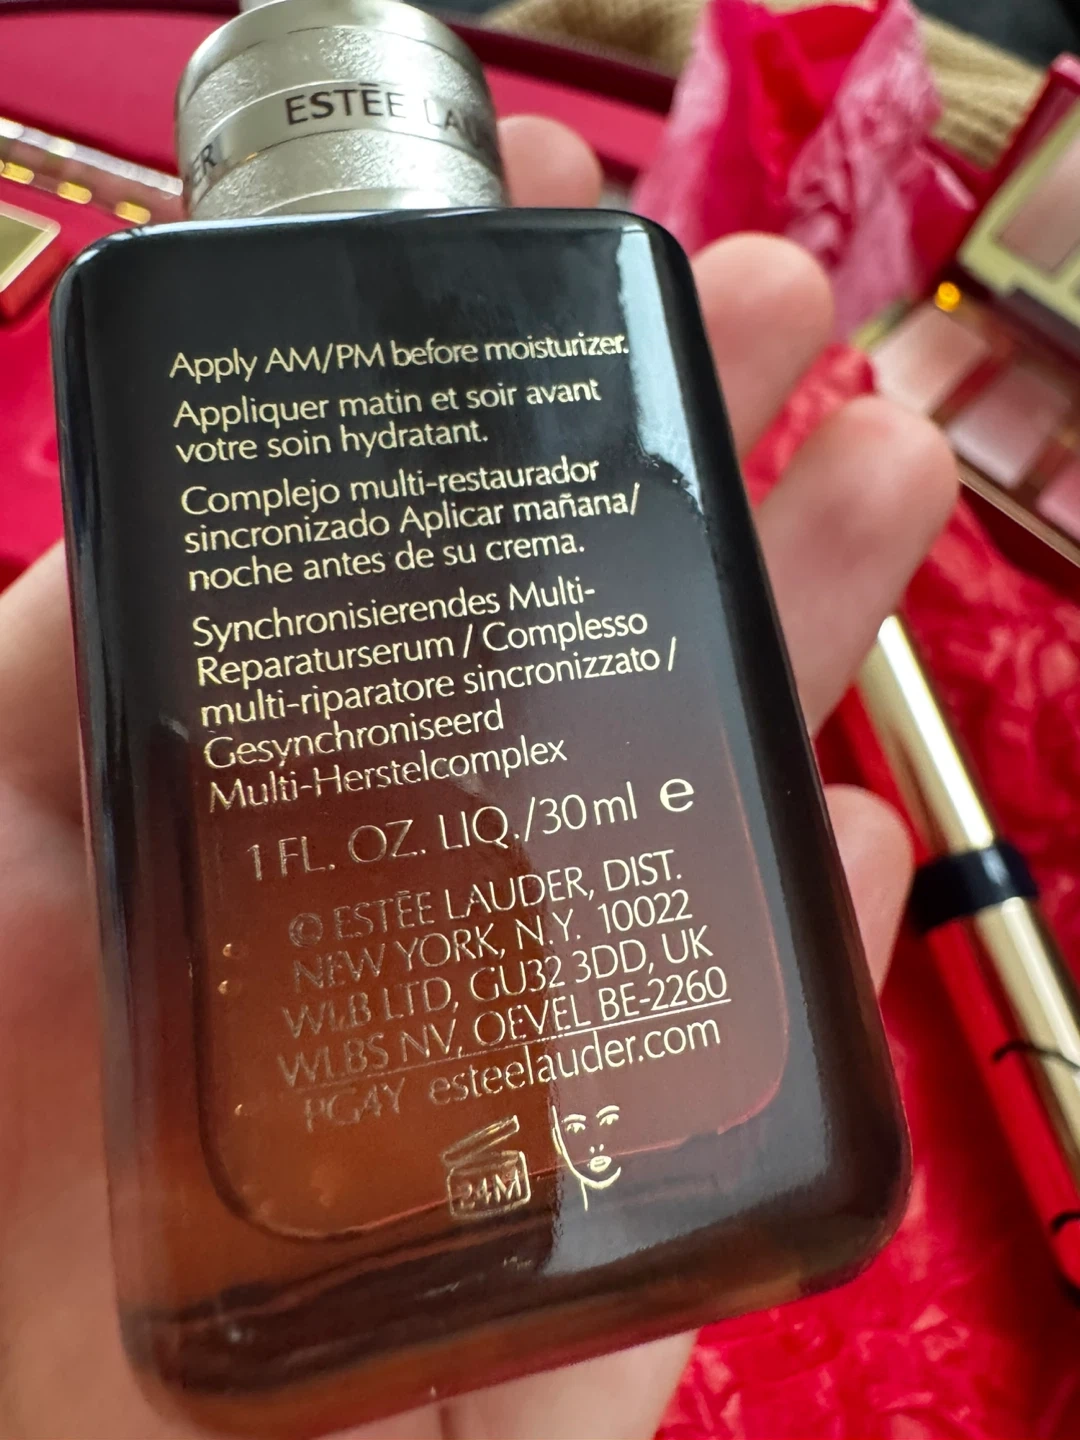 ESTĒE
ER
Apply AM/PM before moisturizer.
Appliquer matin et soir avant
votre soin hydratant.
Complejo multi-restaurador
sincronizado Aplicar mañana/
noche antes de su crema.
Synchronisierendes Multi-
Reparaturserum / Complesso
multi-riparatore sincronizzato /
Gesynchroniseerd
Multi-Herstelcomplex
1 FL. OZ. LIQ./30 ml e
© ESTĒE LAUDER, DIST.
NEW YORK, N.Y. 10022
WLB LTD, GU32 3DD, UK
WLBS NV, OEVEL BE-2260
PG4Y esteelauder.com
24M